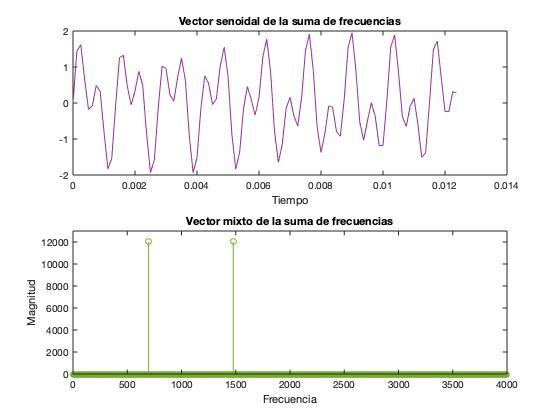 Vector senoidal de la suma de frecuencias
2
1
0
-1
-2
0 0.002 0.004 0.006 0.008 0.01 0.012 0.014
Tiempo
Vector mixto de la suma de frecuencias
12000
10000
8000
6000
4000
2000
0
Magnitud
0 500 1000 1500 2000 2500 3000 3500 4000
Frecuencia